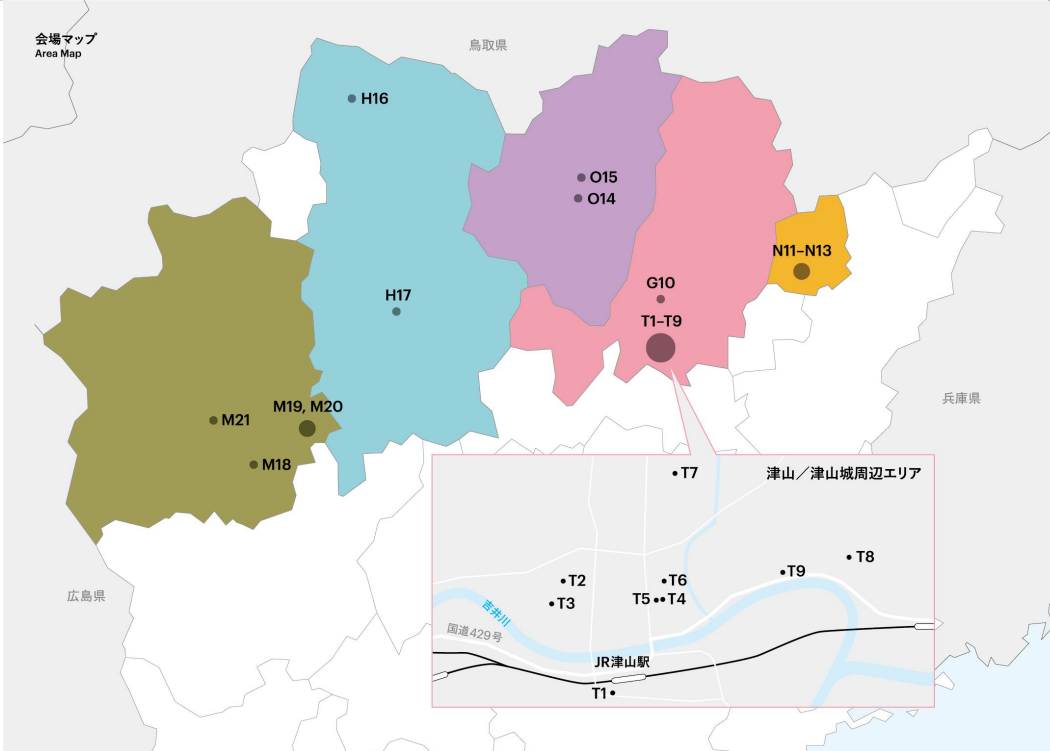 会場マップ
Area Map
鳥取県
H16
O15
O14
N11–N13
G10
H17
T1–T9
兵庫県
M19, M20
M21
M18
津山／津山城周辺エリア
T7
T8
T9
T2
T6
T3
T5
T4
広島県
吉井川
国道429号
JR津山駅
T1